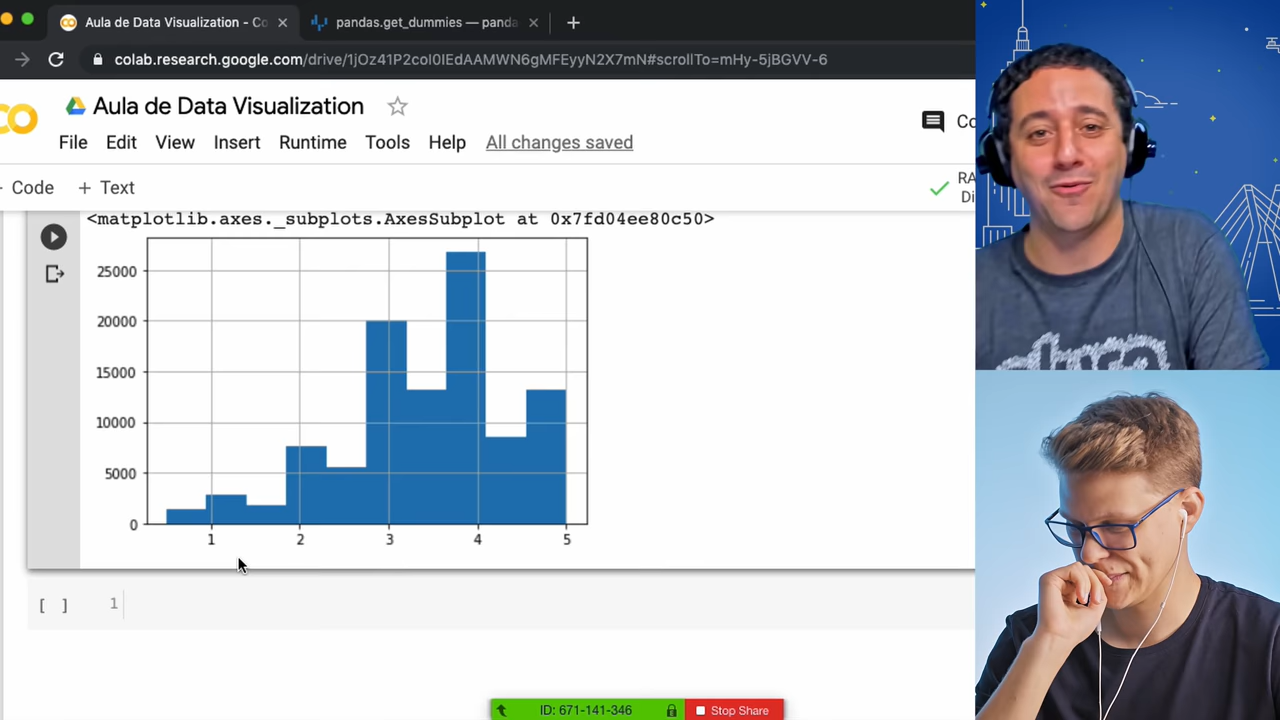 Aula de Data Visualization - Co
pandas.get_dummies — panda
colab.research.google.com/drive/1jOz41P2coI0IEdAAMWN6gMFEyyN2X7mN#scrollTo=mHy-5jBGVV-6
Aula de Data Visualization
File Edit View Insert Runtime Tools Help All changes saved
+ Code + Text
<matplotlib.axes._subplots.AxesSubplot at 0x7fd04ee80c50>
25000
20000
15000
10000
5000
0
1 2 3 4 5
[ ] 1
ID: 671-141-346 Stop Share